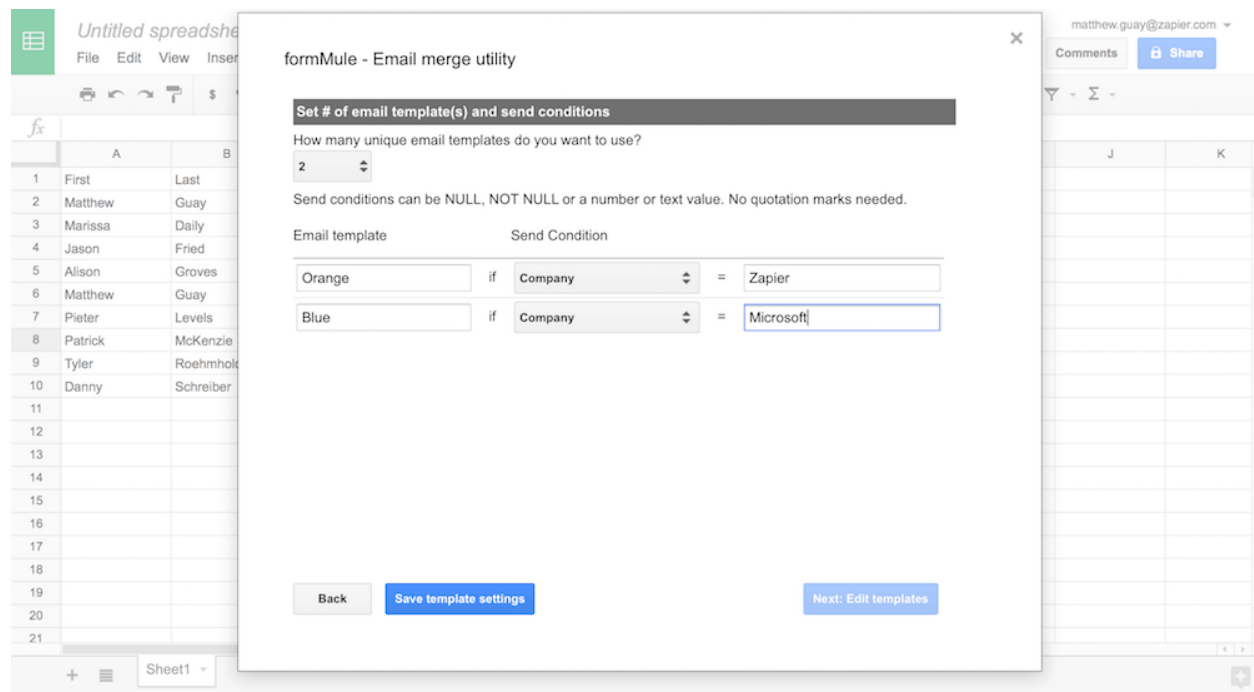 Untitled spreadshe
matthew.guay@zapier.com
File Edit View Inser
Comments
Share
$
Σ
fx
A B J K
1 First Last
2 Matthew Guay
3 Marissa Daily
4 Jason Fried
5 Alison Groves
6 Matthew Guay
7 Pieter Levels
8 Patrick McKenzie
9 Tyler Roehmhold
10 Danny Schreiber
11
12
13
14
15
16
17
18
19
20
21
Sheet1
formMule - Email merge utility
Set # of email template(s) and send conditions
How many unique email templates do you want to use?
2
Send conditions can be NULL, NOT NULL or a number or text value. No quotation marks needed.
Email template Send Condition
Orange if Company = Zapier
Blue if Company = Microsoft
Back Save template settings Next: Edit templates